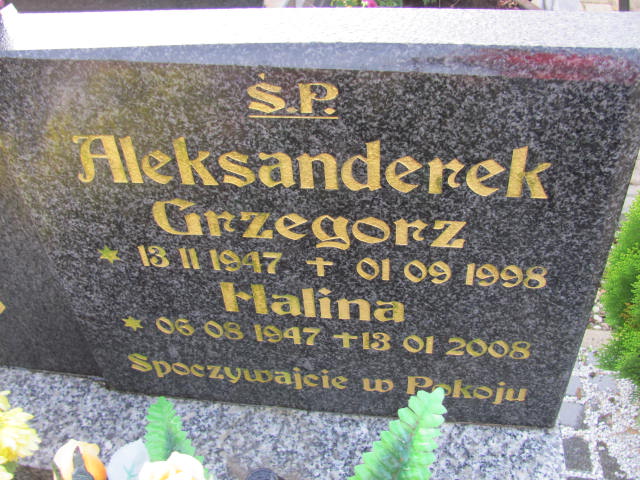 Ś.P.
Aleksanderek
Grzegorz
* 13 11 1947 + 01 09 1998
Halina
* 06 08 1947 + 13 01 2008
Spoczywajcie w Pokoju